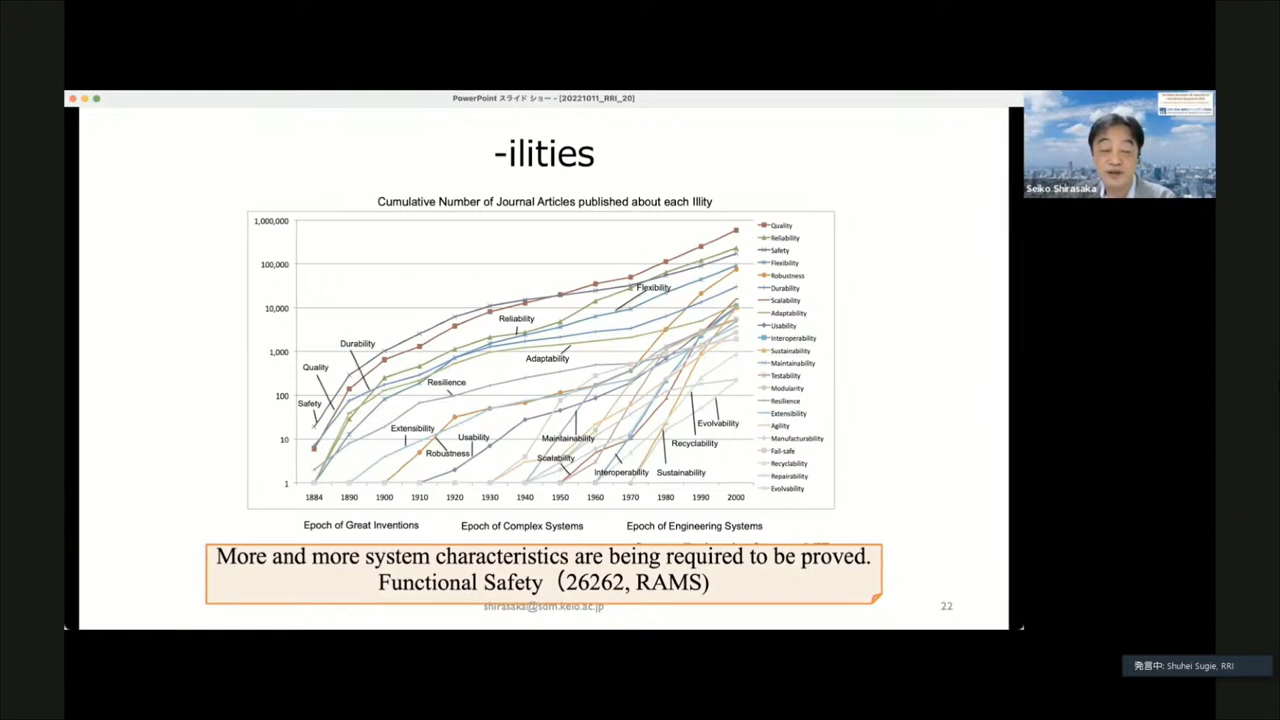 PowerPoint スライド ショー - [20221011_RRI_20]
-ilities
Cumulative Number of Journal Articles published about each Illity
1,000,000
100,000
10,000
1,000
100
10
1
1884 1890 1900 1910 1920 1930 1940 1950 1960 1970 1980 1990 2000
Safety
Quality
Durability
Extensibility
Robustness
Resilience
Usability
Reliability
Adaptability
Maintainability
Scalability
Flexibility
Interoperability
Sustainability
Recyclability
Evolvability
Quality
Reliability
Safety
Flexibility
Robustness
Durability
Scalability
Adaptability
Usability
Interoperability
Sustainability
Maintainability
Testability
Modularity
Resilience
Extensibility
Agility
Manufacturability
Fail-safe
Recyclability
Repairability
Evolvability
Epoch of Great Inventions
Epoch of Complex Systems
Epoch of Engineering Systems
More and more system characteristics are being required to be proved.
Functional Safety（26262, RAMS)
shirasaka@sdm.keio.ac.jp
22
Seiko Shirasaka
発言中: Shuhei Sugie, RRI